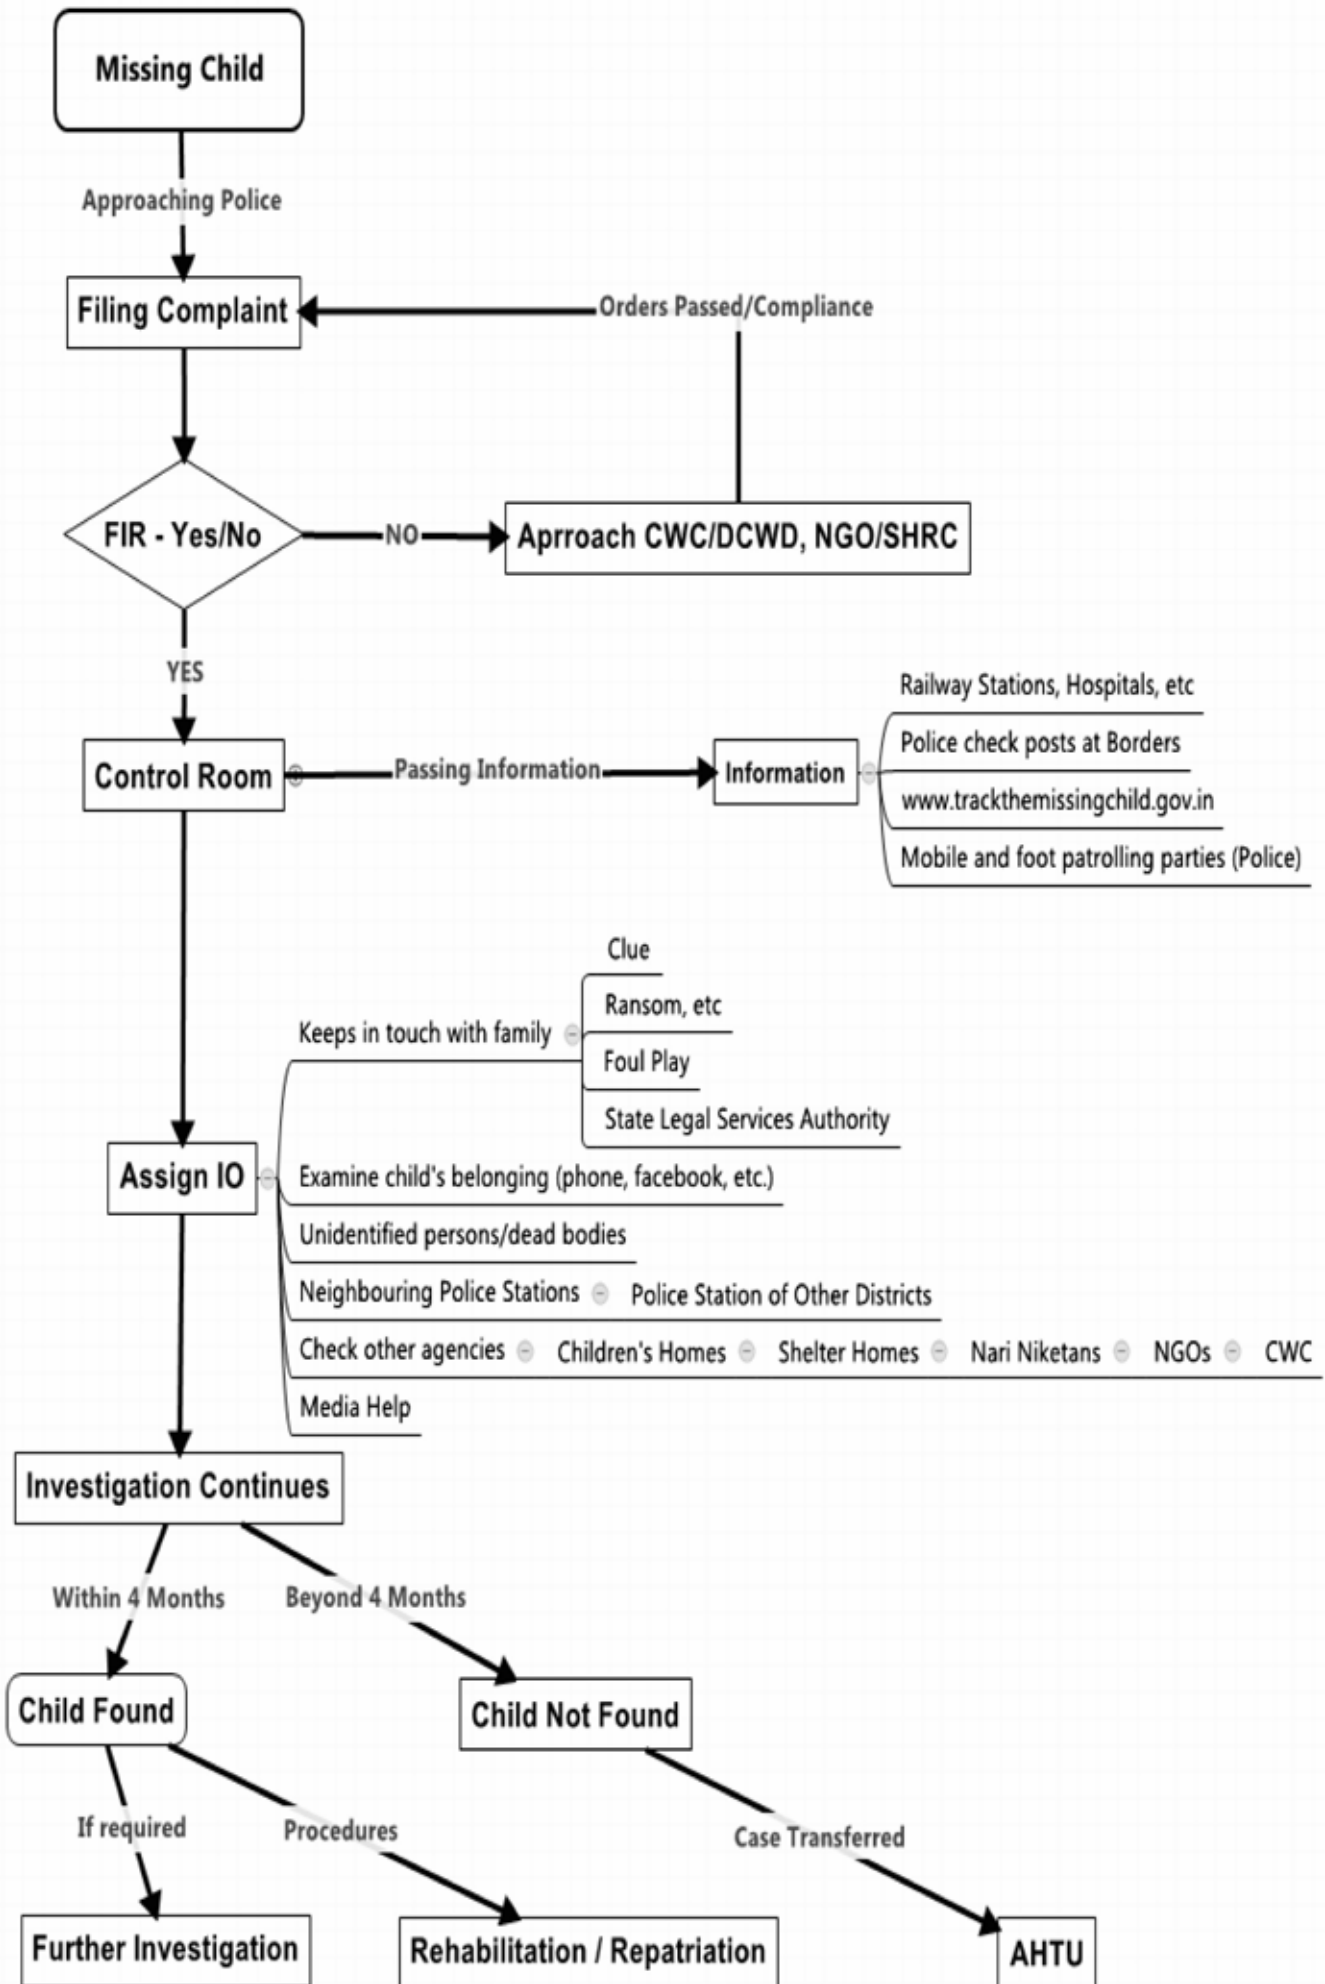 Missing Child
Approaching Police
Filing Complaint
Orders Passed/Compliance
FIR - Yes/No
NO
Aprroach CWC/DCWD, NGO/SHRC
YES
Railway Stations, Hospitals, etc
Police check posts at Borders
Control Room
Passing Information
Information
www.trackthemissingchild.gov.in
Mobile and foot patrolling parties (Police)
Clue
Ransom, etc
Keeps in touch with family
Foul Play
State Legal Services Authority
Assign IO
Examine child's belonging (phone, facebook, etc.)
Unidentified persons/dead bodies
Neighbouring Police Stations Police Station of Other Districts
Check other agencies Children's Homes Shelter Homes Nari Niketans NGOs CWC
Media Help
Investigation Continues
Within 4 Months
Beyond 4 Months
Child Found
Child Not Found
If required
Procedures
Case Transferred
Further Investigation
Rehabilitation / Repatriation
AHTU